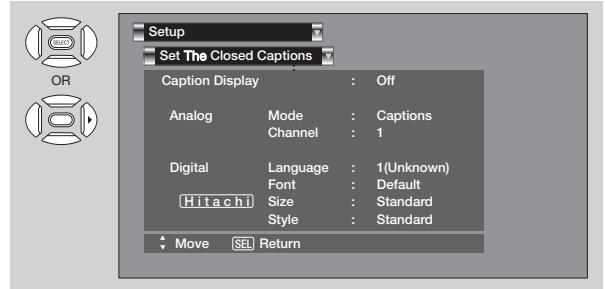 SELECT
OR
Setup
Set The Closed Captions
Caption Display : Off
Analog Mode : Captions
Channel : 1
Digital Language : 1(Unknown)
Font : Default
Hitachi Size : Standard
Style : Standard
Move SEL Return